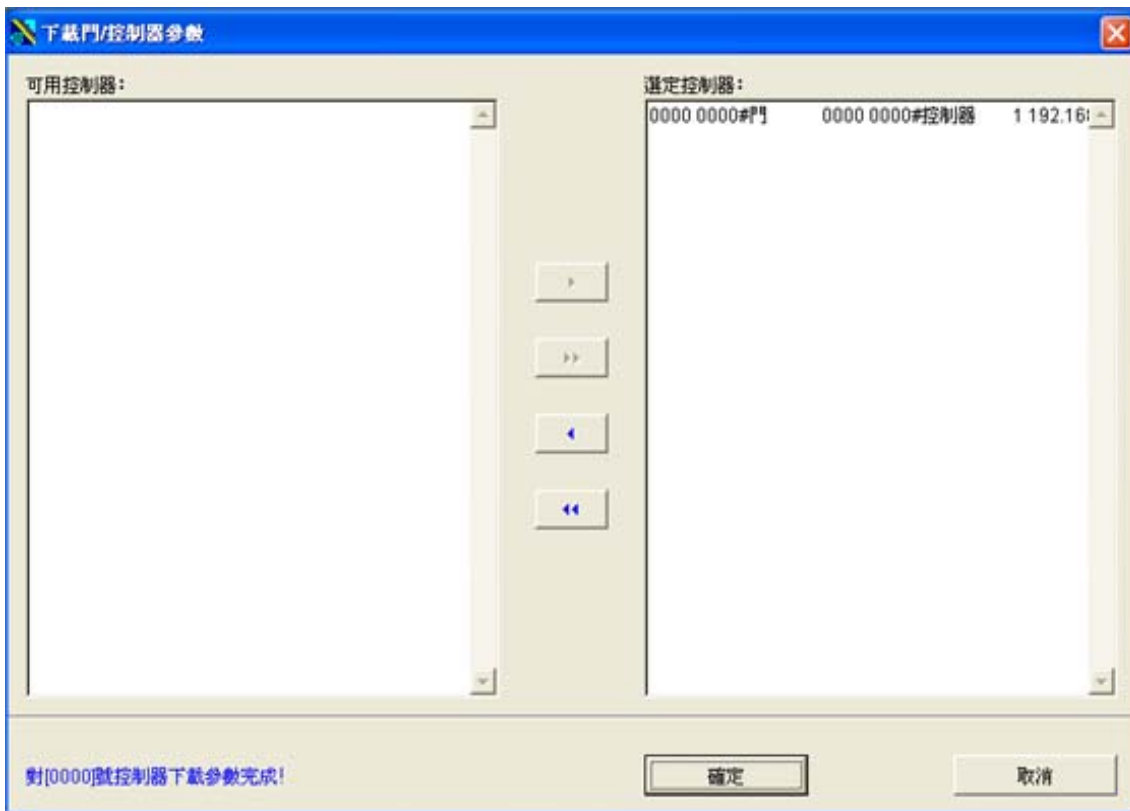 下載門/控制器參數
可用控制器:
選定控制器:
0000 0000#門 0000 0000#控制器 1 192.16
對[0000]號控制器下載參數完成!
確定
取消